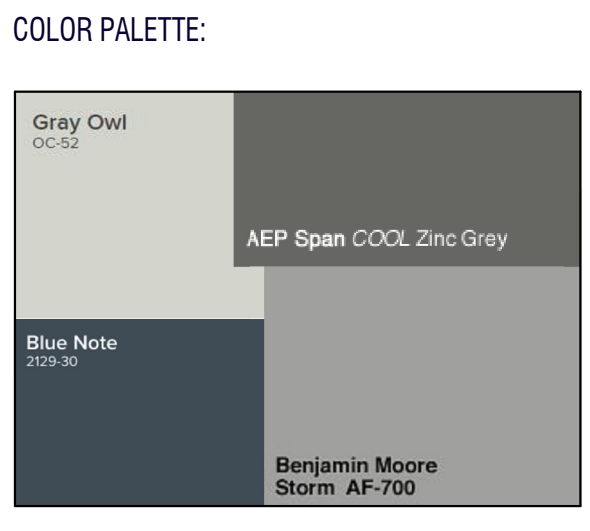 COLOR PALETTE:
Gray Owl
OC-52
AEP Span COOL Zinc Grey
Blue Note
2129-30
Benjamin Moore
Storm AF-700